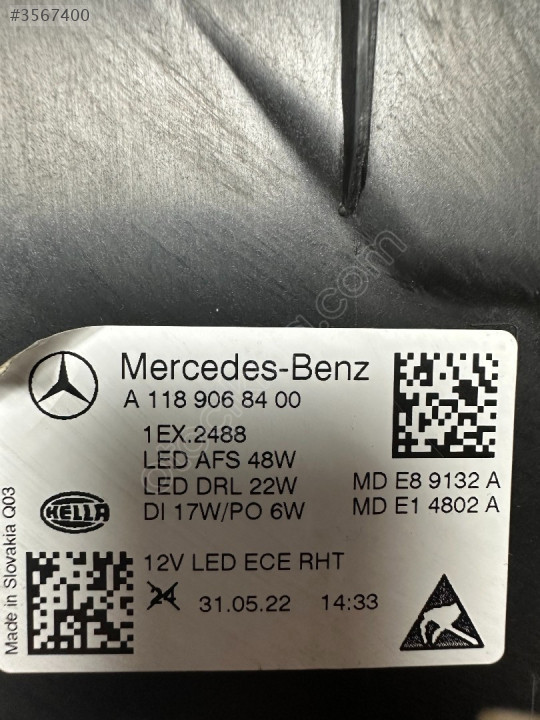 #3567400
Mercedes-Benz
A 118 906 84 00
1EX.2488
LED AFS 48W
LED DRL 22W
DI 17W/PO 6W
MD E8 9132 A
MD E1 4802 A
HELLA
12V LED ECE RHT
24 31.05.22 14:33
Made in Slovakia Q03